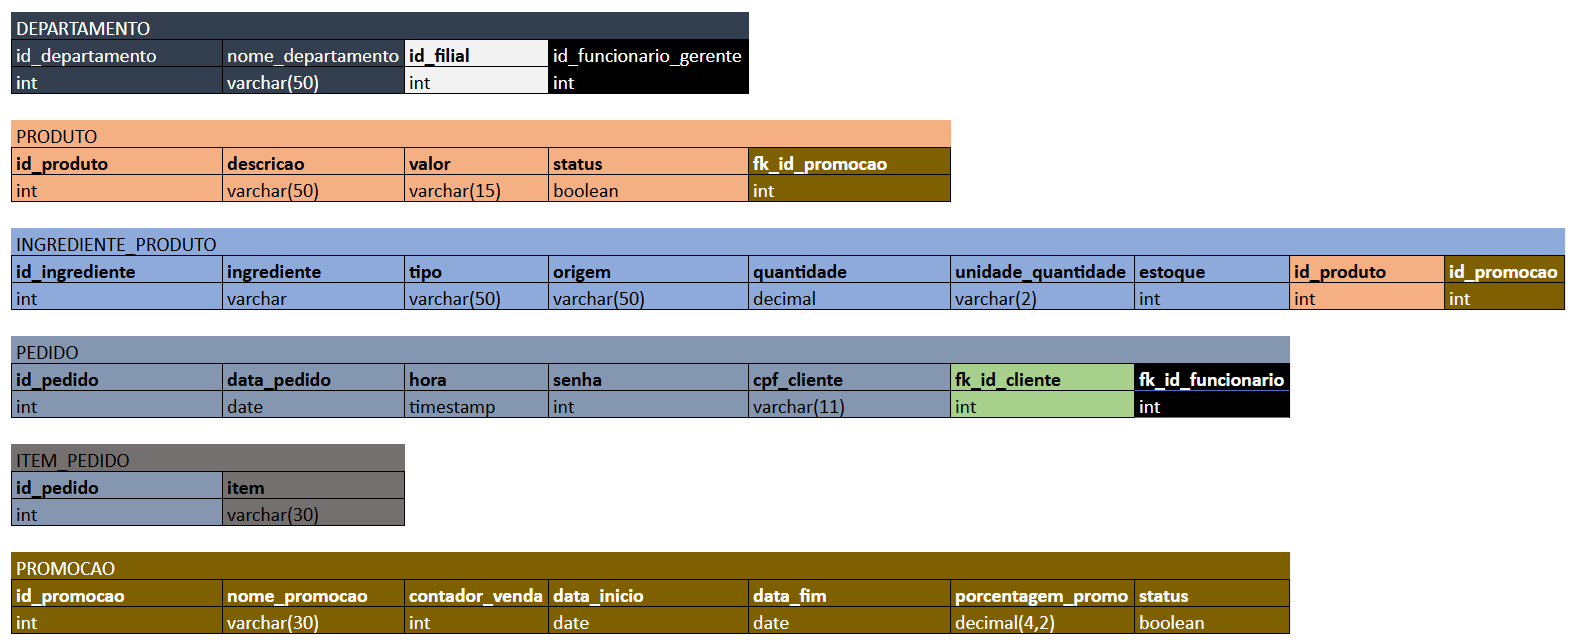 DEPARTAMENTO
id_departamento nome_departamento id_filial id_funcionario_gerente
int varchar(50) int int
PRODUTO
id_produto descricao valor status fk_id_promocao
int varchar(50) varchar(15) boolean int
INGREDIENTE_PRODUTO
id_ingrediente ingrediente tipo origem quantidade unidade_quantidade estoque id_produto id_promocao
int varchar varchar(50) varchar(50) decimal varchar(2) int int int
PEDIDO
id_pedido data_pedido hora senha cpf_cliente fk_id_cliente fk_id_funcionario
int date timestamp int varchar(11) int int
ITEM_PEDIDO
id_pedido item
int varchar(30)
PROMOCAO
id_promocao nome_promocao contador_venda data_inicio data_fim porcentagem_promo status
int varchar(30) int date date decimal(4,2) boolean